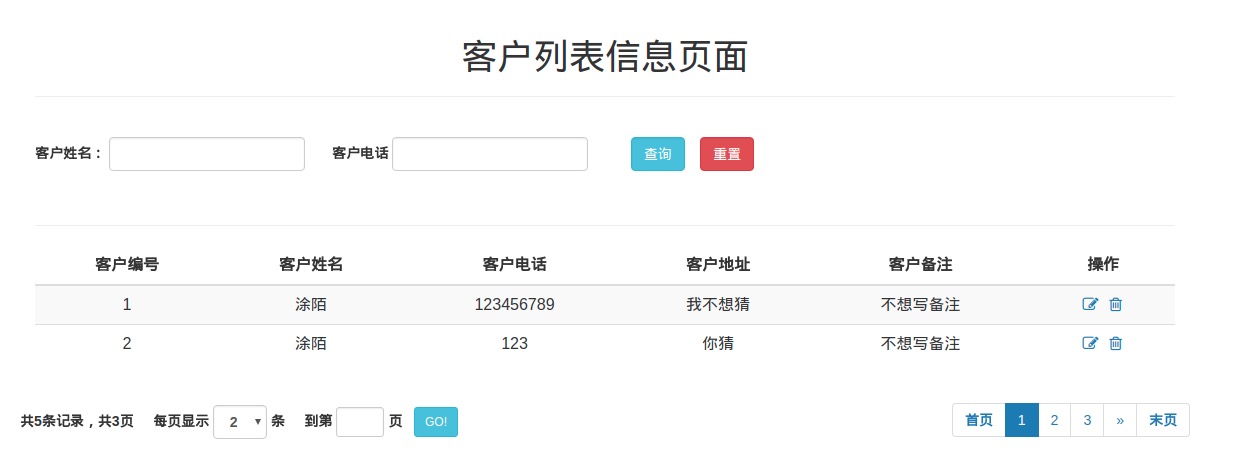 客户列表信息页面
客户姓名： 客户电话 查询 重置
客户编号 客户姓名 客户电话 客户地址 客户备注 操作
1 涂陌 123456789 我不想猜 不想写备注
2 涂陌 123 你猜 不想写备注
共5条记录，共3页 每页显示 2 条 到第 页 GO! 首页 1 2 3 » 末页